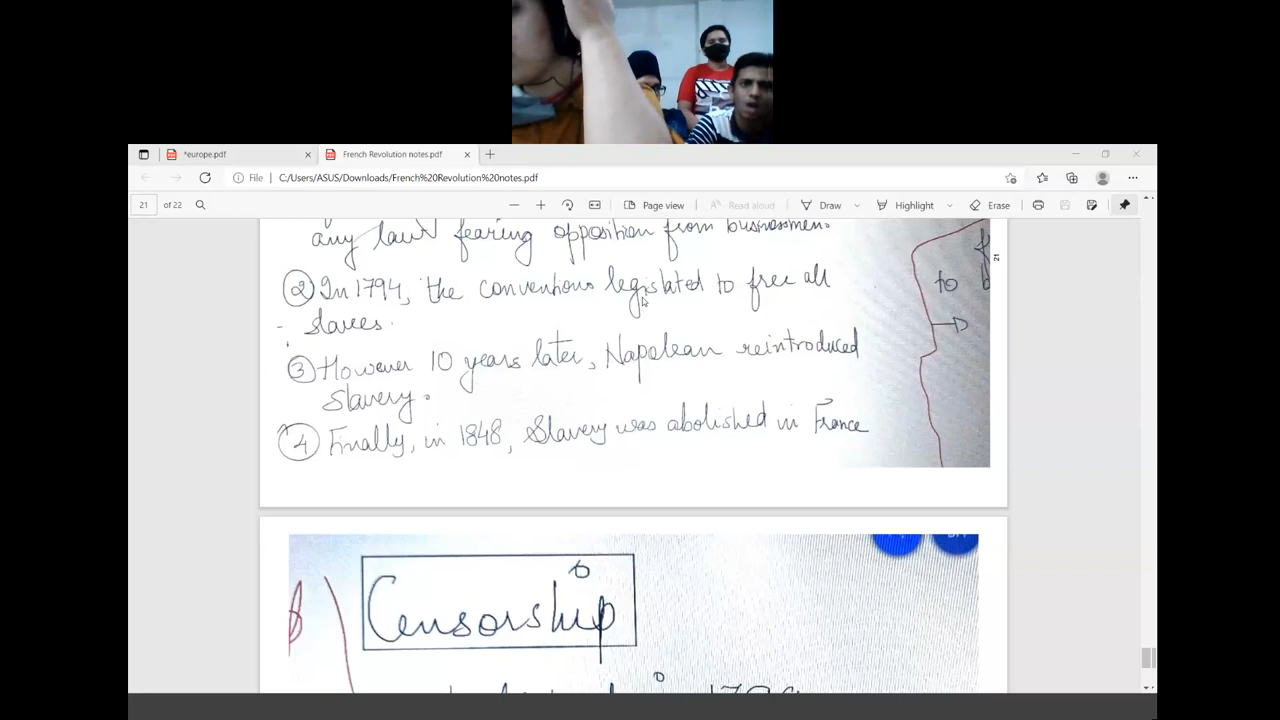 *europe.pdf
French Revolution notes.pdf
File C:/Users/ASUS/Downloads/French%20Revolution%20notes.pdf
21 of 22 Page view Read aloud Draw Highlight Erase
any law fearing opposition from businessmen.
② In 1794, the conventions legislated to free all
slaves.
③ However 10 years later, Napolean reintroduced
Slavery.
④ Finally, in 1848, Slavery was abolished in France
to b
21
Censorship